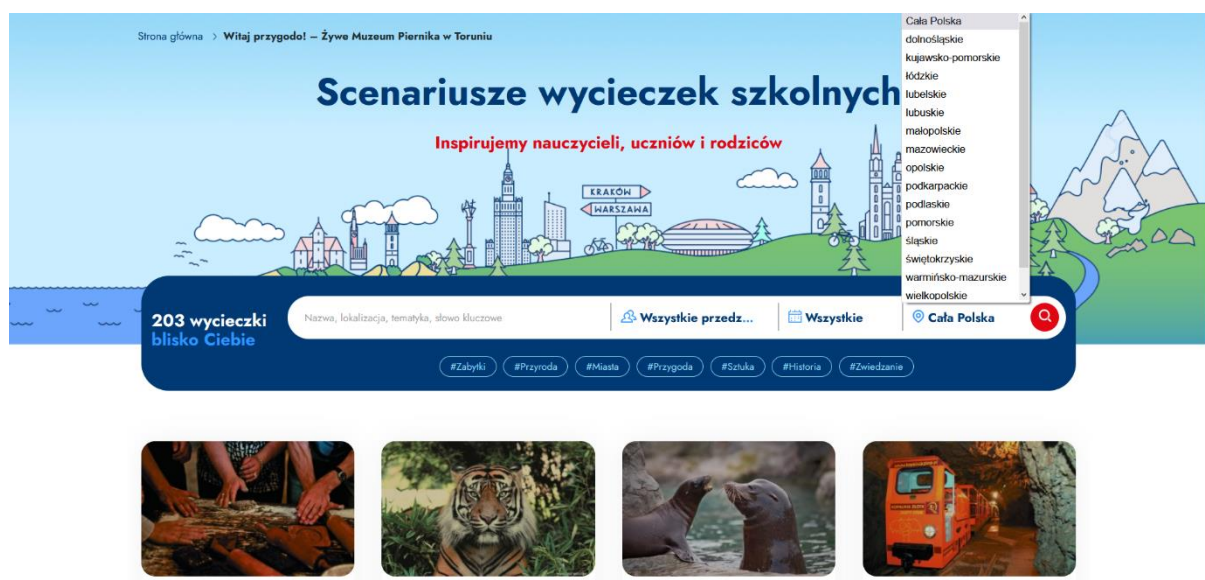 Strona główna > Witaj przygodo! – Żywe Muzeum Piernika w Toruniu
Scenariusze wycieczek szkolnych
Inspirujemy nauczycieli, uczniów i rodziców
KRAKÓW
WARSZAWA
Cała Polska
dolnośląskie
kujawsko-pomorskie
łódzkie
lubelskie
lubuskie
małopolskie
mazowieckie
opolskie
podkarpackie
podlaskie
pomorskie
śląskie
świętokrzyskie
warmińsko-mazurskie
wielkopolskie
203 wycieczki
blisko Ciebie
Nazwa, lokalizacja, tematyka, słowo kluczowe
Wszystkie przedz...
Wszystkie
Cała Polska
#Zabytki #Przyroda #Miasta #Przygoda #Sztuka #Historia #Zwiedzanie